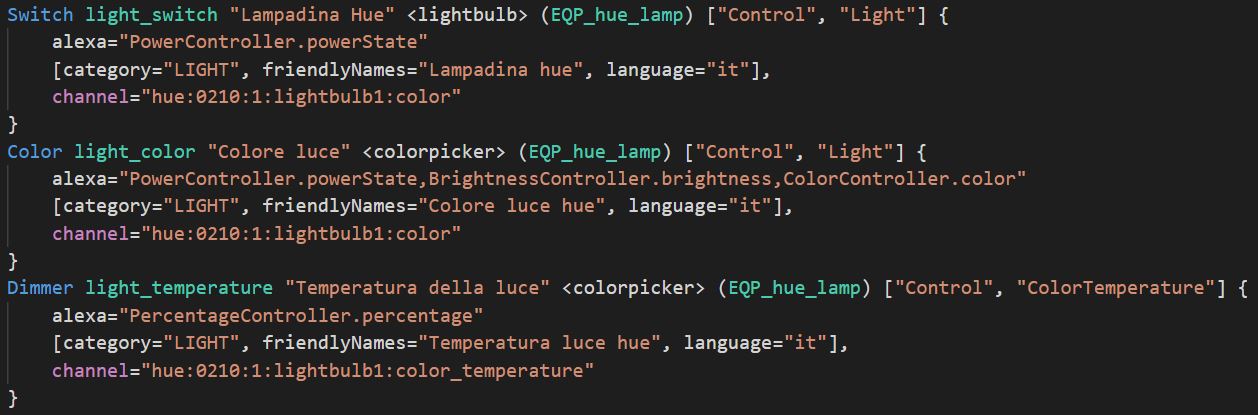 Switch light_switch "Lampadina Hue" <lightbulb> (EQP_hue_lamp) ["Control", "Light"] {
    alexa="PowerController.powerState"
    [category="LIGHT", friendlyNames="Lampadina hue", language="it"],
    channel="hue:0210:1:lightbulb1:color"
}
Color light_color "Colore luce" <colorpicker> (EQP_hue_lamp) ["Control", "Light"] {
    alexa="PowerController.powerState,BrightnessController.brightness,ColorController.color"
    [category="LIGHT", friendlyNames="Colore luce hue", language="it"],
    channel="hue:0210:1:lightbulb1:color"
}
Dimmer light_temperature "Temperatura della luce" <colorpicker> (EQP_hue_lamp) ["Control", "ColorTemperature"] {
    alexa="PercentageController.percentage"
    [category="LIGHT", friendlyNames="Temperatura luce hue", language="it"],
    channel="hue:0210:1:lightbulb1:color_temperature"
}